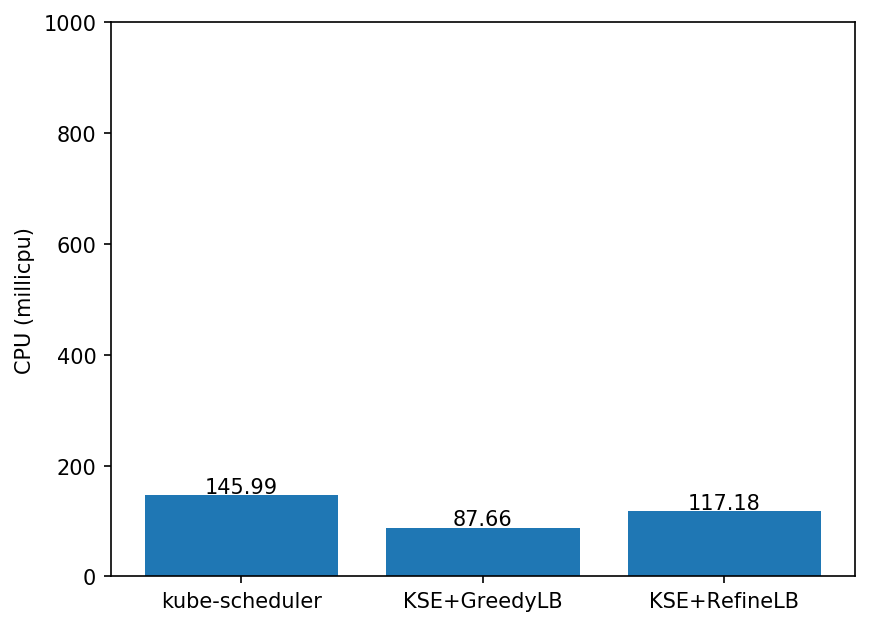 1000
800
600
400
200
0
CPU (millicpu)
145.99
87.66
117.18
kube-scheduler
KSE+GreedyLB
KSE+RefineLB